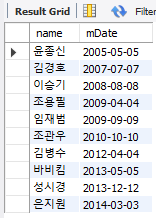 Result Grid Filter
name mDate
윤종신 2005-05-05
김경호 2007-07-07
이승기 2008-08-08
조용필 2009-04-04
임재범 2009-09-09
조관우 2010-10-10
김병수 2012-04-04
바비킴 2013-05-05
성시경 2013-12-12
은지원 2014-03-03